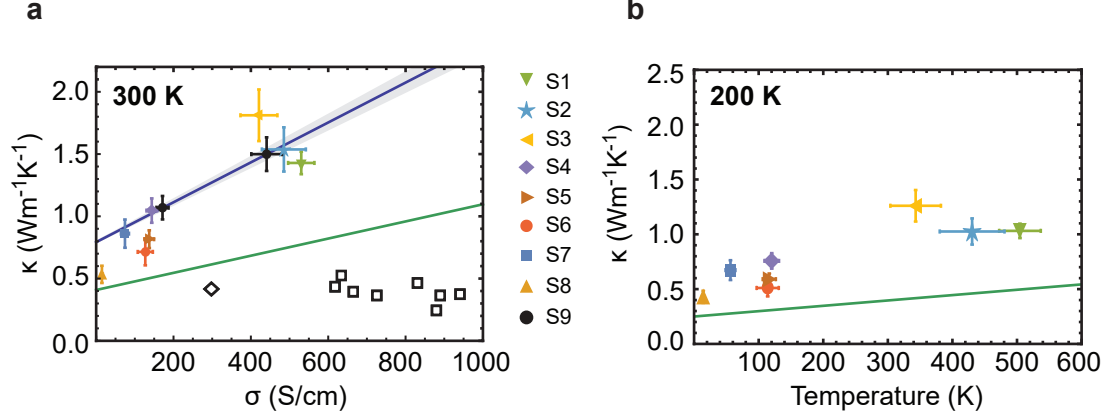 a
b
300 K
κ (Wm⁻¹K⁻¹)
2.0
1.5
1.0
0.5
0.0
200
400
600
800
1000
σ (S/cm)
S1
S2
S3
S4
S5
S6
S7
S8
S9
200 K
κ (Wm⁻¹K⁻¹)
2.5
2.0
1.5
1.0
0.5
0.0
100
200
300
400
500
600
Temperature (K)